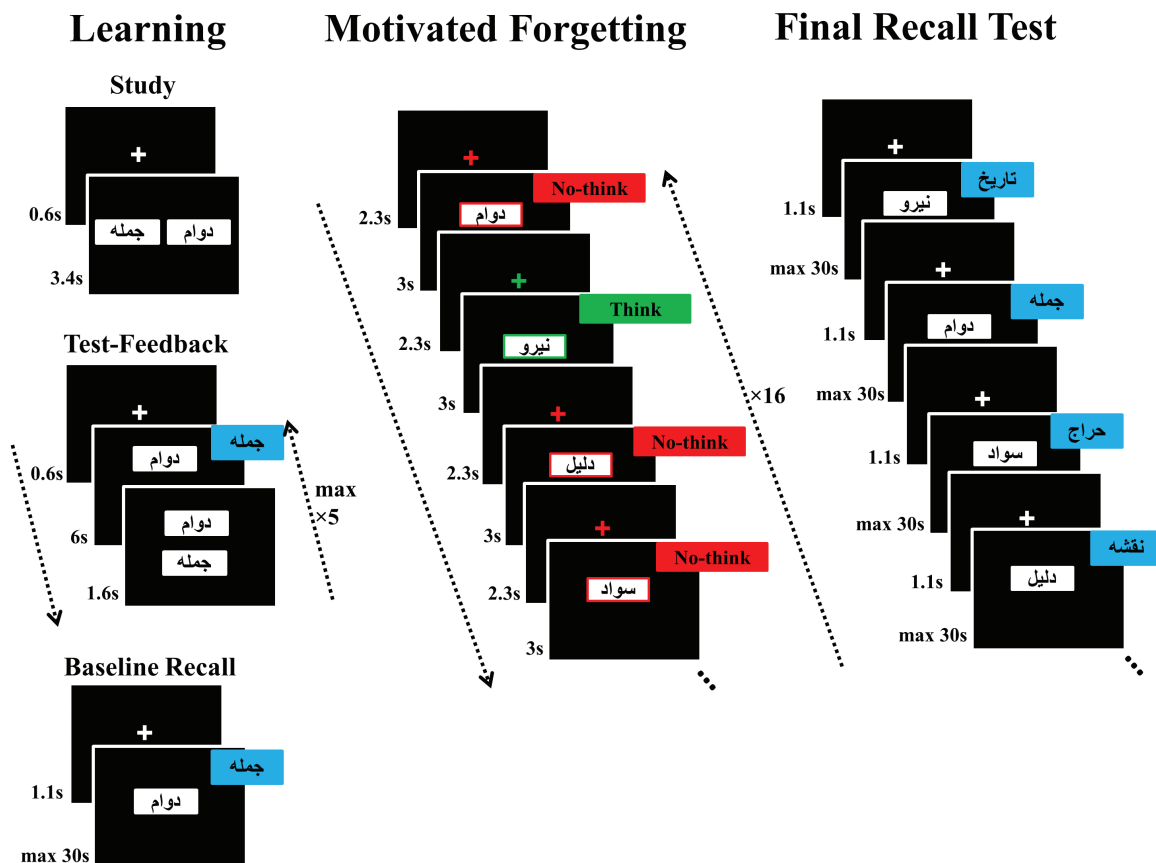 Learning
Study
+
0.6s
جمله دوام
3.4s
Test-Feedback
+
0.6s
جمله
دوام
6s
دوام
جمله
1.6s
max
×5
Baseline Recall
+
1.1s
جمله
دوام
max 30s
Motivated Forgetting
+
2.3s
No-think
دوام
3s
+
2.3s
Think
نیرو
3s
+
2.3s
No-think
دلیل
3s
+
2.3s
No-think
سواد
3s
×16
Final Recall Test
+
1.1s
تاریخ
نیرو
max 30s
+
1.1s
جمله
دوام
max 30s
+
1.1s
حراج
سواد
max 30s
+
1.1s
نقشه
دلیل
max 30s